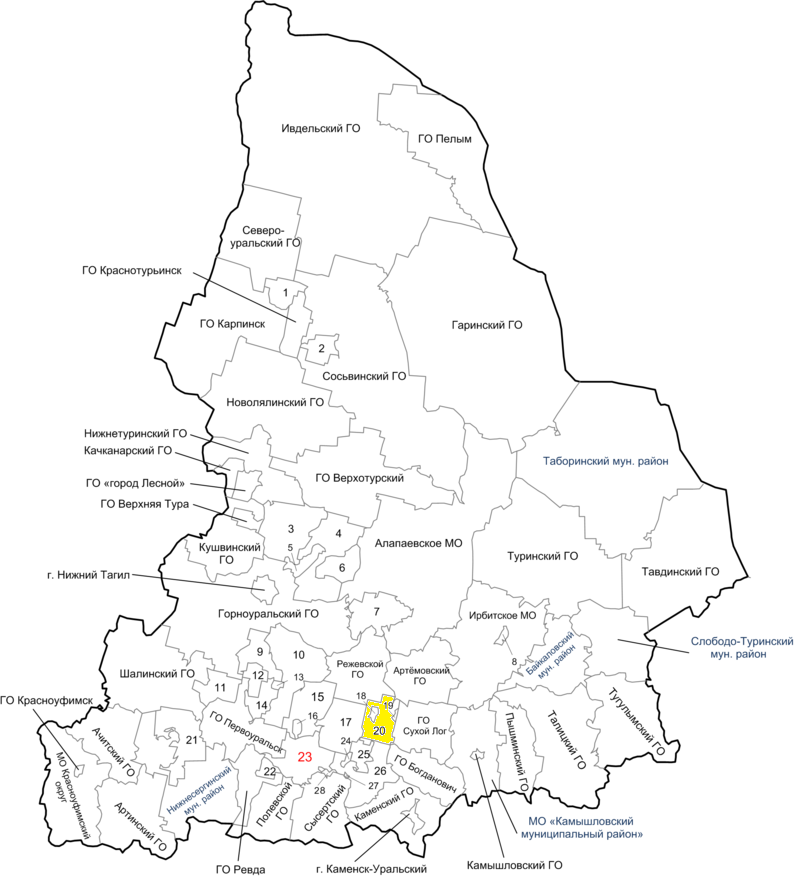 Ивдельский ГО
ГО Пелым
Северо-
уральский ГО
ГО Краснотурьинск
1
ГО Карпинск
Гаринский ГО
2
Сосьвинский ГО
Новолялинский ГО
Нижнетуринский ГО
Качканарский ГО
Таборинский мун. район
ГО Верхотурский
ГО «город Лесной»
ГО Верхняя Тура
3
4
Алапаевское МО
Кушвинский
ГО
5
Туринский ГО
6
Тавдинский ГО
г. Нижний Тагил
7
Горноуральский ГО
Ирбитское МО
Слободо-Туринский
мун. район
8
Байкаловский
мун. район
9
10
Режевской
ГО
Артёмовский
ГО
Шалинский ГО
12
13
11
15
18
19
ГО Красноуфимск
14
16
17
20
ГО
Сухой Лог
Пышминский ГО
Талицкий ГО
Тугулымский ГО
ГО Первоуральск
Ачитский ГО
21
24
23
25
22
26
ГО Богданович
МО Красноуфимский
округ
Артинский ГО
Нижнесергинский
мун. район
27
28
Полевской
ГО
Сысертский
ГО
Каменский ГО
МО «Камышловский
муниципальный район»
ГО Ревда
г. Каменск-Уральский
Камышловский ГО